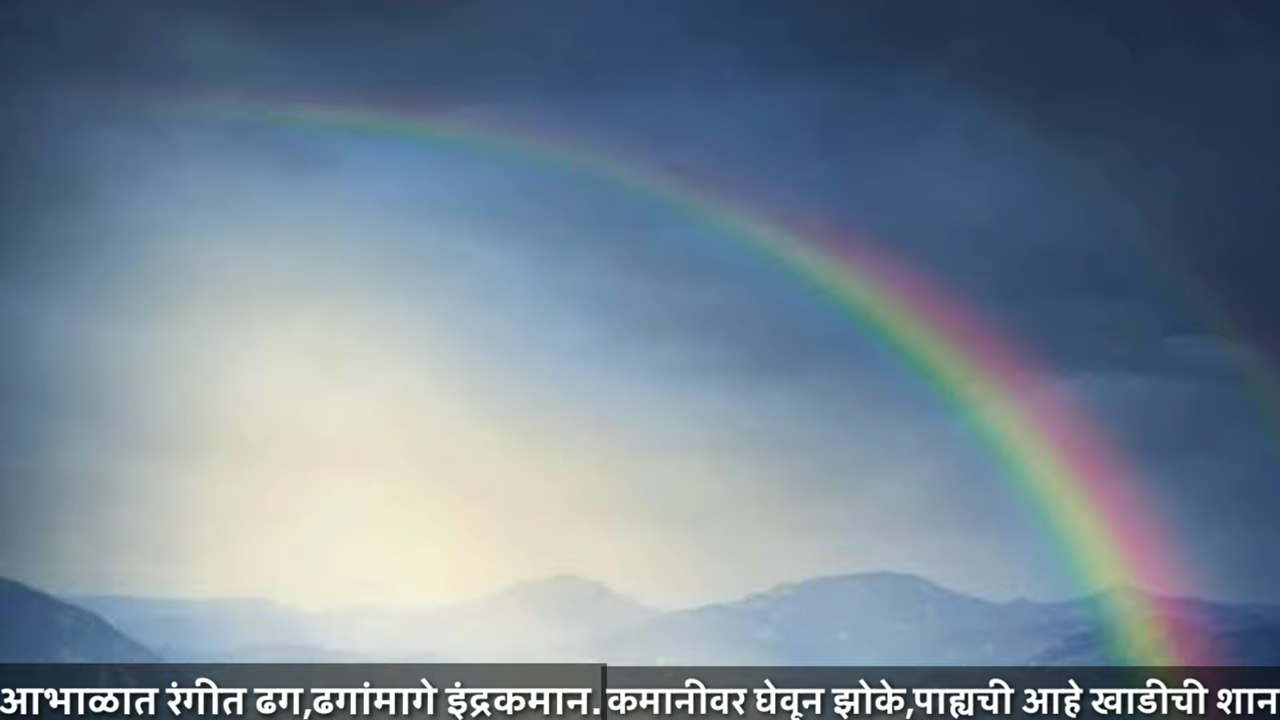 आभाळात रंगीत ढग,ढगांमागे इंद्रकमान.कमानीवर घेवून झोके,पाह्यची आहे खाडीची शान